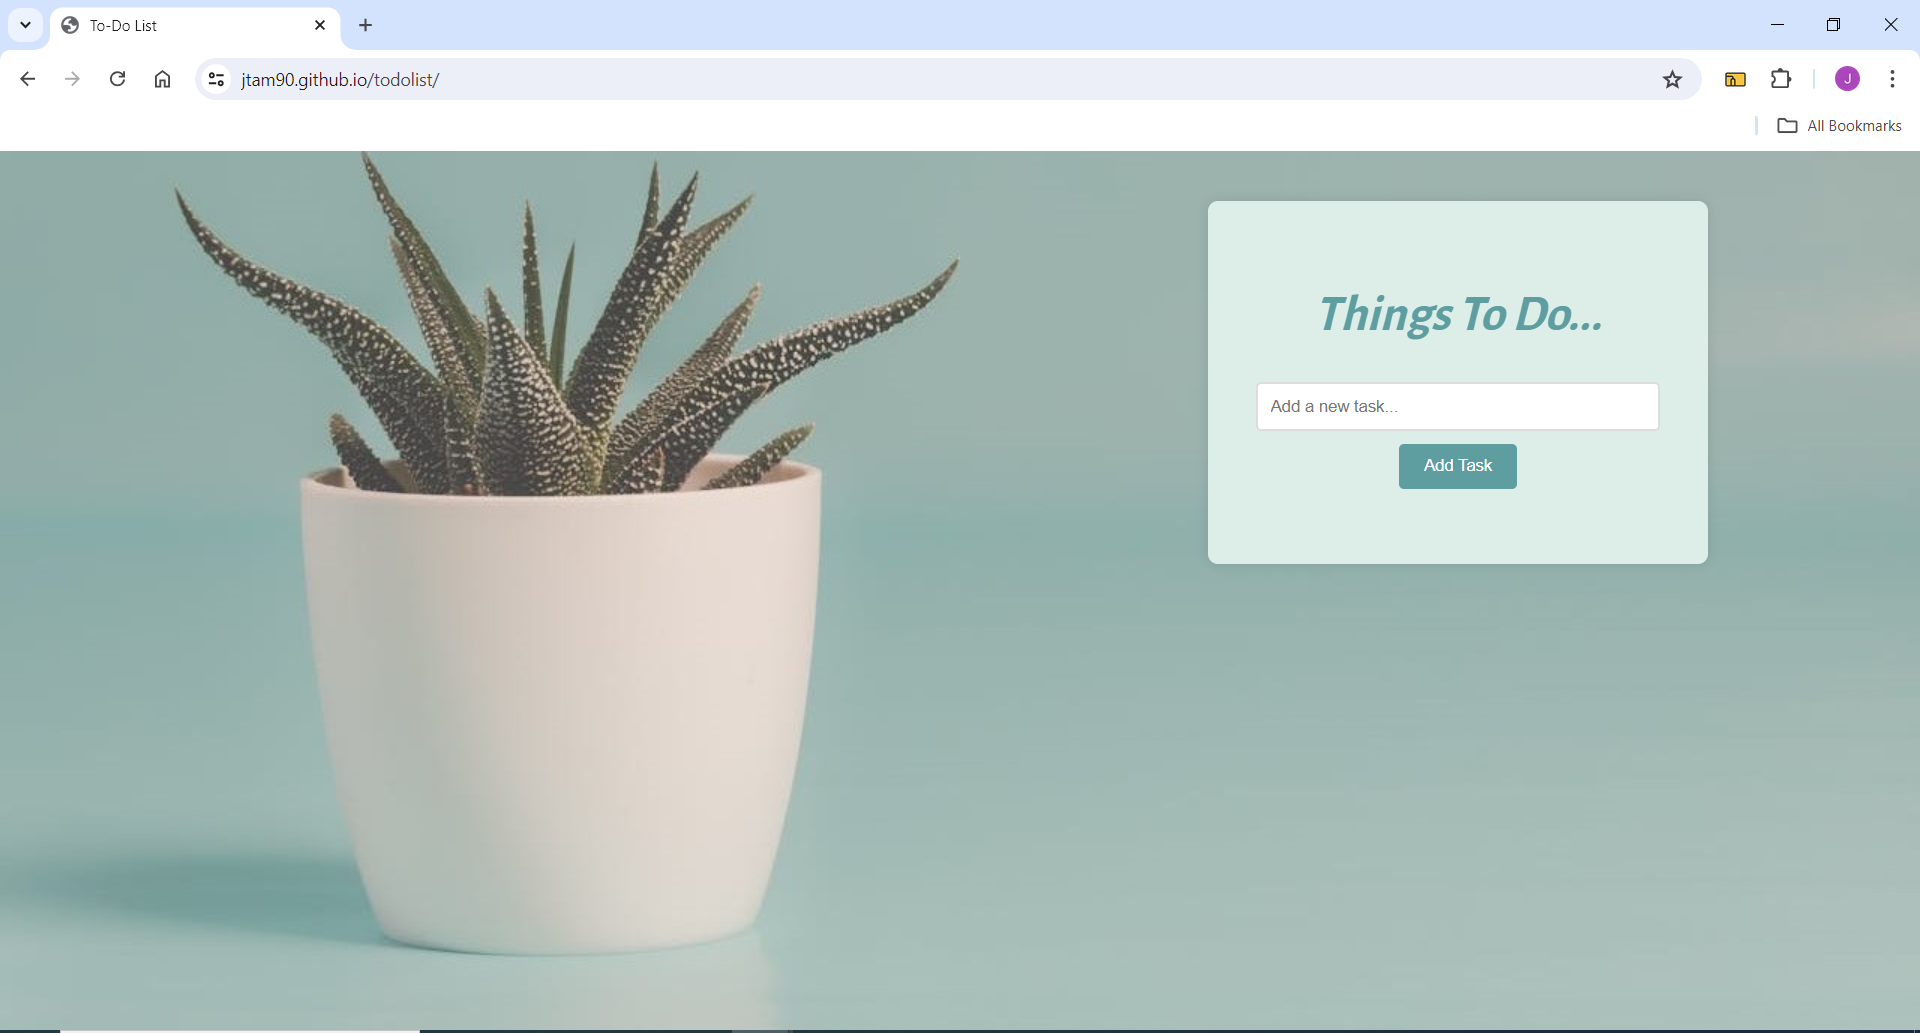 To-Do List
jtam90.github.io/todolist/
J
All Bookmarks
Things To Do...
Add a new task...
Add Task